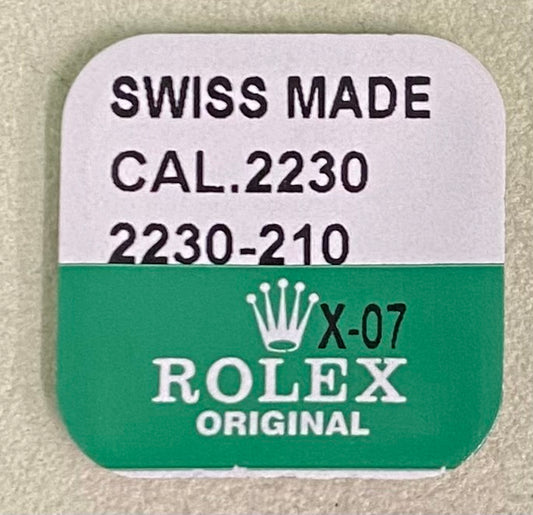 SWISS MADE
CAL.2230
2230-210
X-07
ROLEX
ORIGINAL